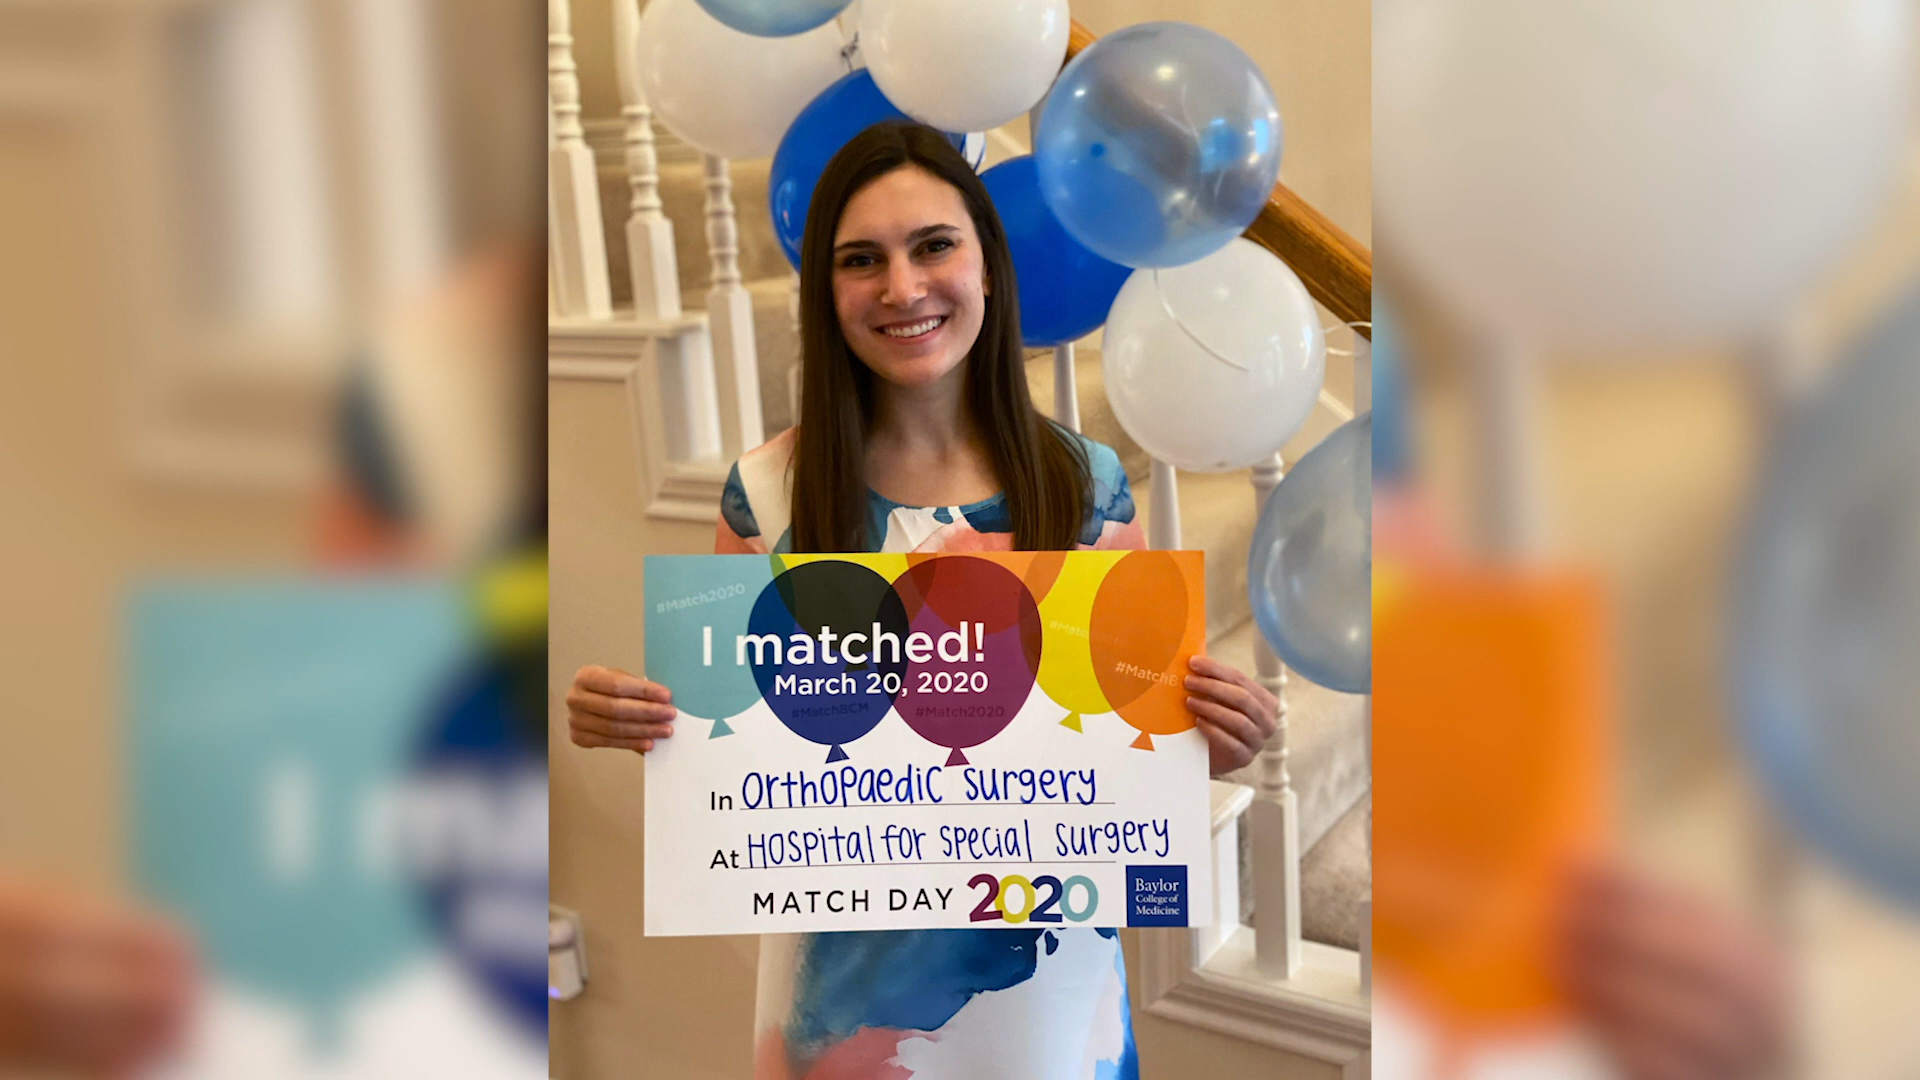 #Match2020
I matched!
March 20, 2020
#MatchBCM
#Match2020
In Orthopaedic Surgery
At Hospital for Special Surgery
MATCH DAY 2020
Baylor
College of
Medicine